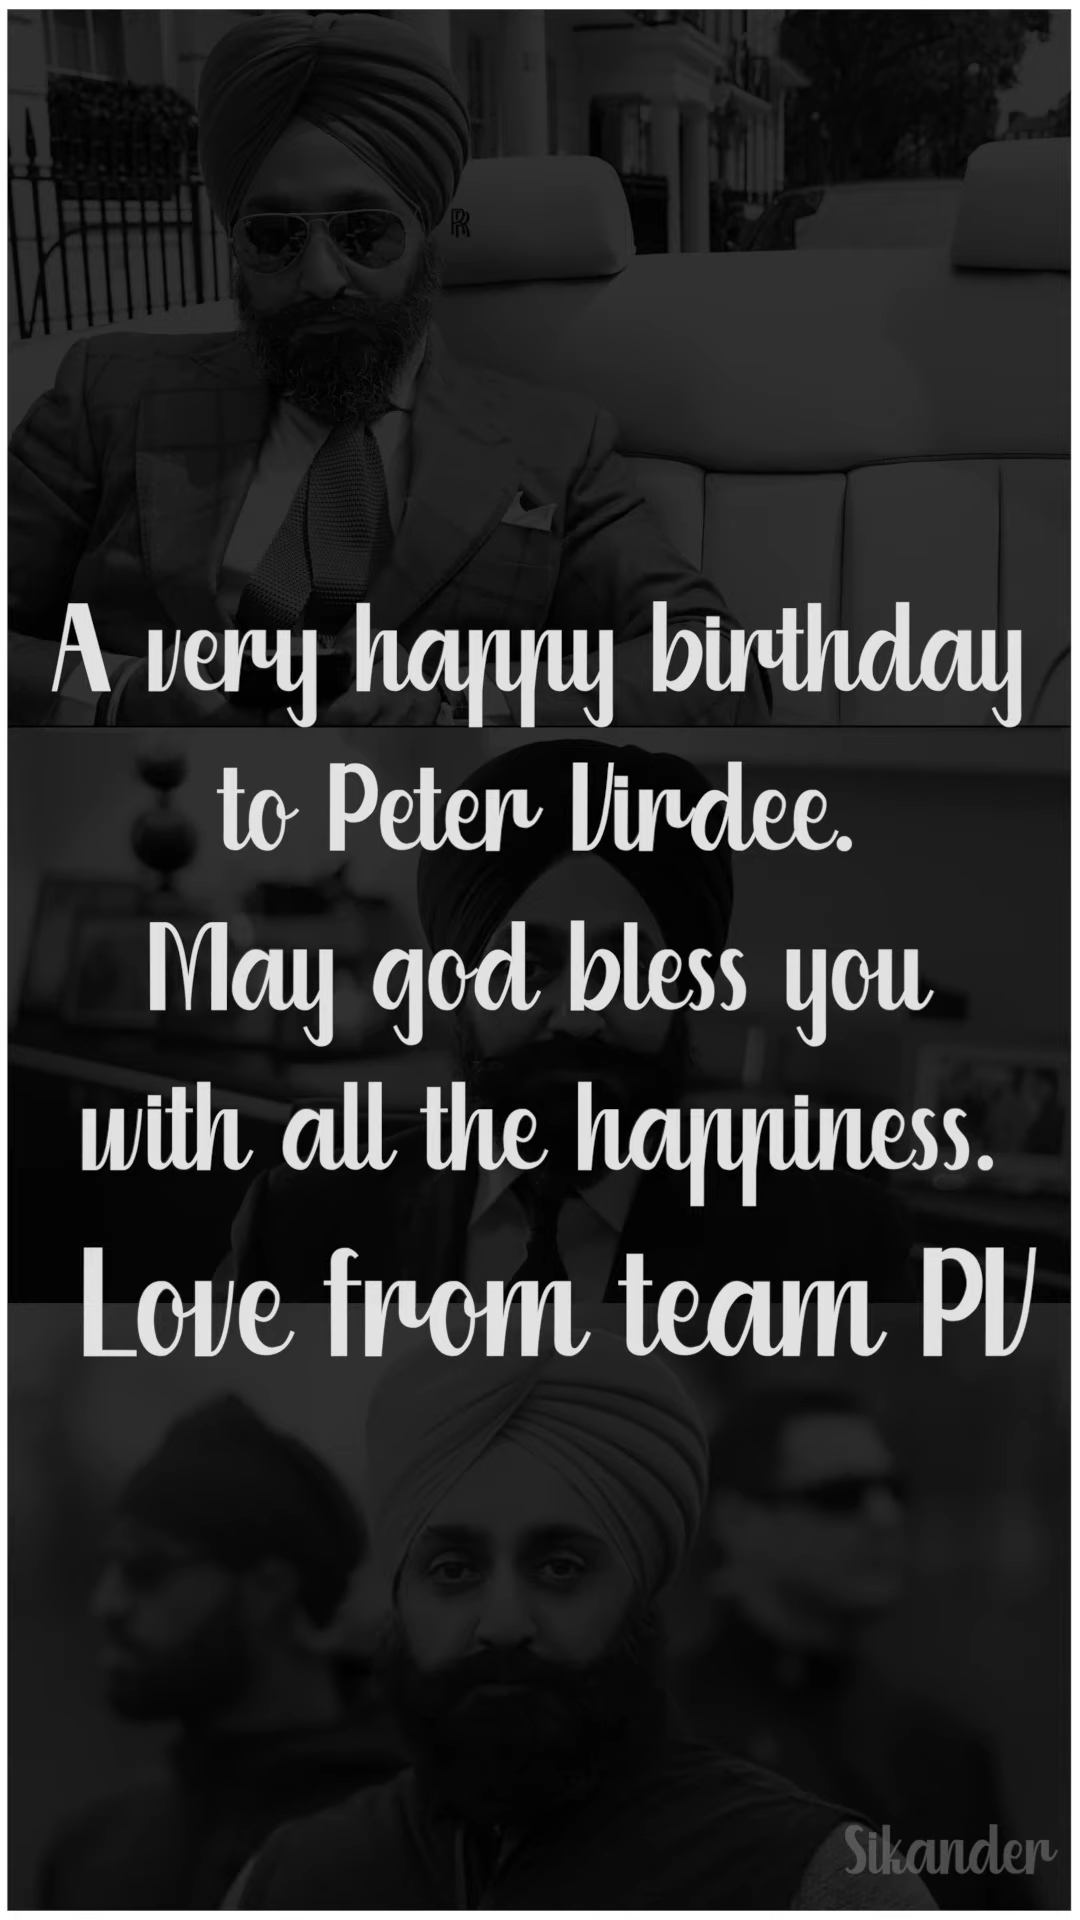 RR
A very happy birthday
to Peter Virdee.
May god bless you
with all the happiness.
Love from team PV
Sikander